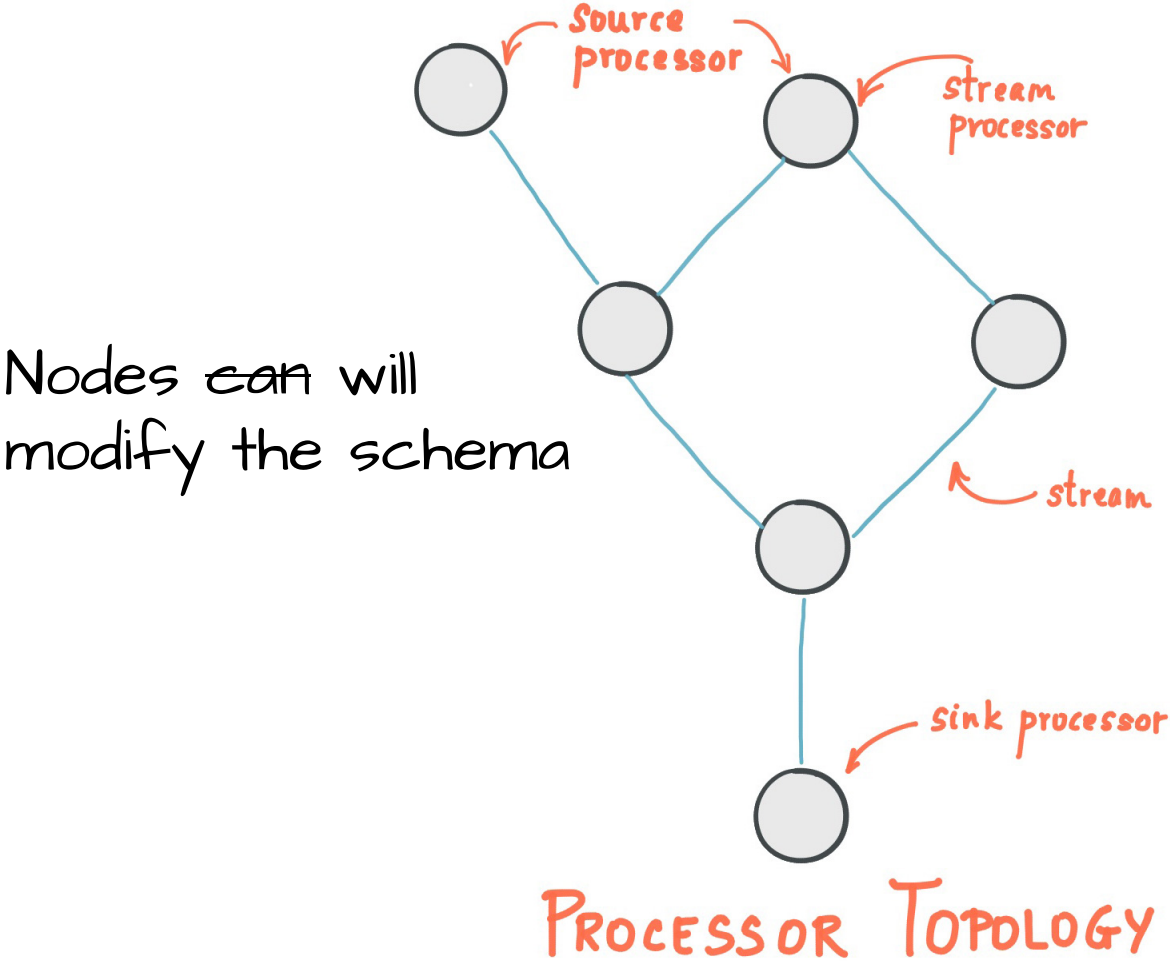 Source
processor
stream
processor
Nodes can will
modify the schema
stream
sink processor
PROCESSOR TOPOLOGY